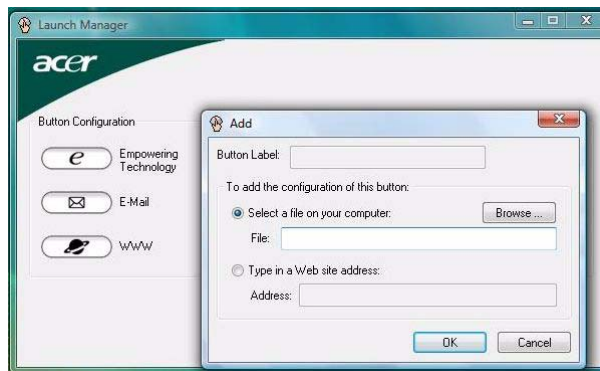 Launch Manager
acer
Button Configuration
e Empowering
Technology
E-Mail
WWW
Add
Button Label:
To add the configuration of this button:
Select a file on your computer:
Browse ...
File:
Type in a Web site address:
Address:
OK
Cancel